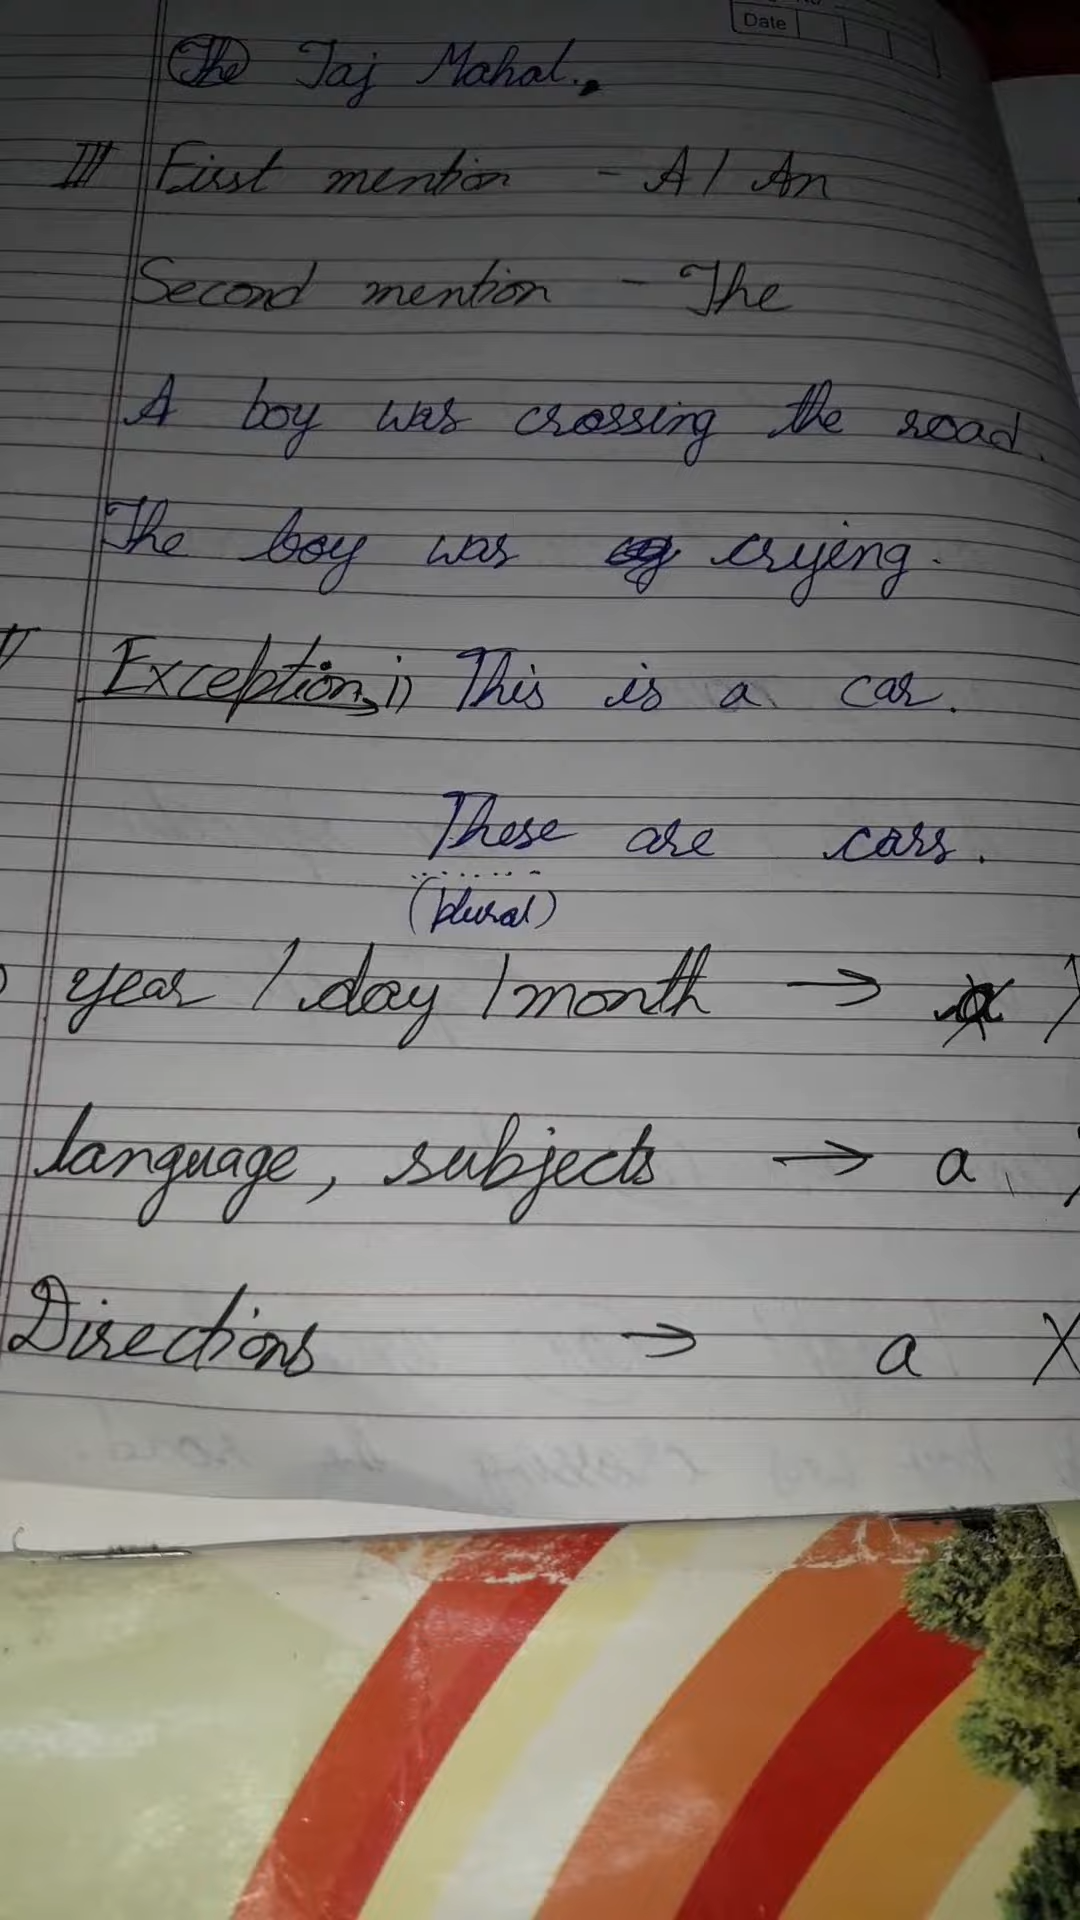 Date
The Taj Mahal.
III First mention - A/ An
Second mention - The
A boy was crossing the road.
The boy was crying.
Exception i) This is a car.
These are cars.
(plural)
year / day / month → X
language, subjects → a X
Directions → a X